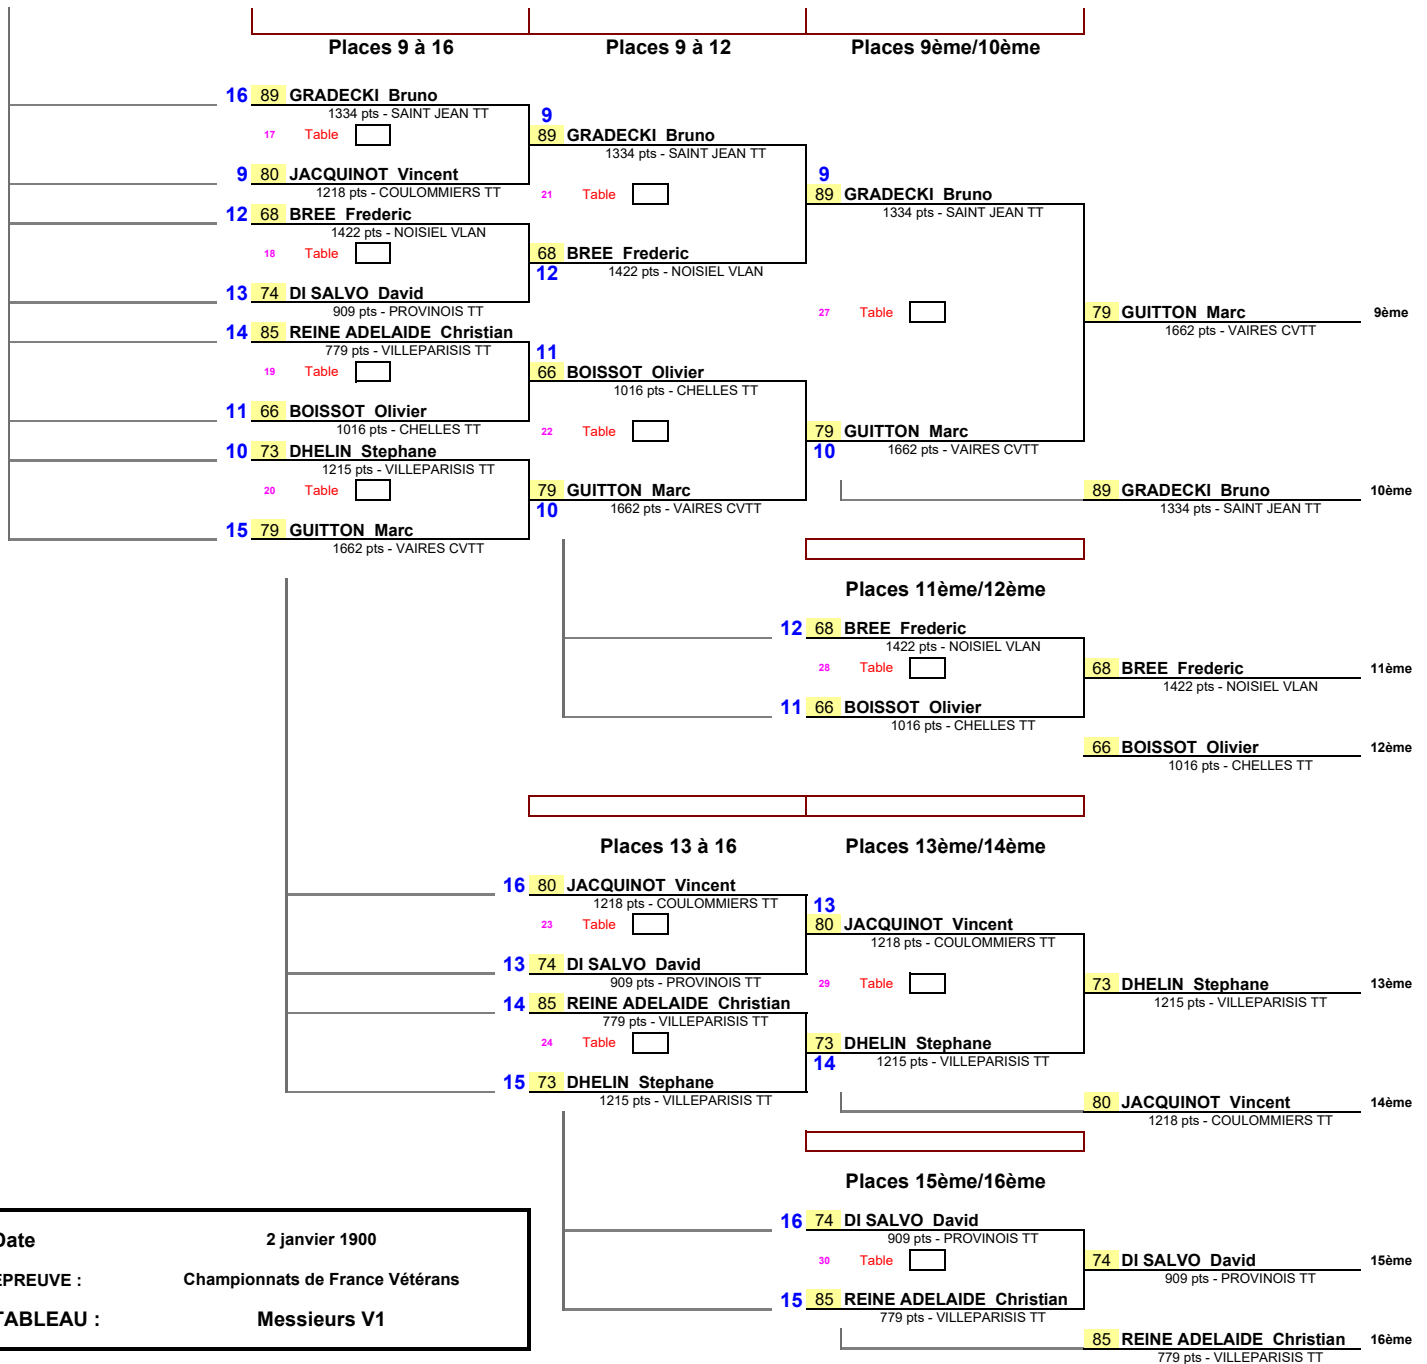 Places 9 à 16
Places 9 à 12
Places 9ème/10ème
16 89 GRADECKI Bruno
1334 pts - SAINT JEAN TT
17 Table
9 80 JACQUINOT Vincent
1218 pts - COULOMMIERS TT
12 68 BREE Frederic
1422 pts - NOISIEL VLAN
18 Table
13 74 DI SALVO David
909 pts - PROVINOIS TT
14 85 REINE ADELAIDE Christian
779 pts - VILLEPARISIS TT
19 Table
11 66 BOISSOT Olivier
1016 pts - CHELLES TT
10 73 DHELIN Stephane
1215 pts - VILLEPARISIS TT
20 Table
15 79 GUITTON Marc
1662 pts - VAIRES CVTT
9
89 GRADECKI Bruno
1334 pts - SAINT JEAN TT
21 Table
68 BREE Frederic
12 1422 pts - NOISIEL VLAN
11
66 BOISSOT Olivier
1016 pts - CHELLES TT
22 Table
79 GUITTON Marc
10 1662 pts - VAIRES CVTT
9
89 GRADECKI Bruno
1334 pts - SAINT JEAN TT
27 Table
79 GUITTON Marc
10 1662 pts - VAIRES CVTT
79 GUITTON Marc 9ème
1662 pts - VAIRES CVTT
89 GRADECKI Bruno 10ème
1334 pts - SAINT JEAN TT
Places 11ème/12ème
12 68 BREE Frederic
1422 pts - NOISIEL VLAN
28 Table
11 66 BOISSOT Olivier
1016 pts - CHELLES TT
68 BREE Frederic 11ème
1422 pts - NOISIEL VLAN
66 BOISSOT Olivier 12ème
1016 pts - CHELLES TT
Places 13 à 16
Places 13ème/14ème
16 80 JACQUINOT Vincent
1218 pts - COULOMMIERS TT
23 Table
13 74 DI SALVO David
909 pts - PROVINOIS TT
14 85 REINE ADELAIDE Christian
779 pts - VILLEPARISIS TT
24 Table
15 73 DHELIN Stephane
1215 pts - VILLEPARISIS TT
13
80 JACQUINOT Vincent
1218 pts - COULOMMIERS TT
29 Table
73 DHELIN Stephane
14 1215 pts - VILLEPARISIS TT
73 DHELIN Stephane 13ème
1215 pts - VILLEPARISIS TT
80 JACQUINOT Vincent 14ème
1218 pts - COULOMMIERS TT
Places 15ème/16ème
16 74 DI SALVO David
909 pts - PROVINOIS TT
30 Table
15 85 REINE ADELAIDE Christian
779 pts - VILLEPARISIS TT
74 DI SALVO David 15ème
909 pts - PROVINOIS TT
85 REINE ADELAIDE Christian 16ème
779 pts - VILLEPARISIS TT
Date 2 janvier 1900
EPREUVE : Championnats de France Vétérans
TABLEAU : Messieurs V1